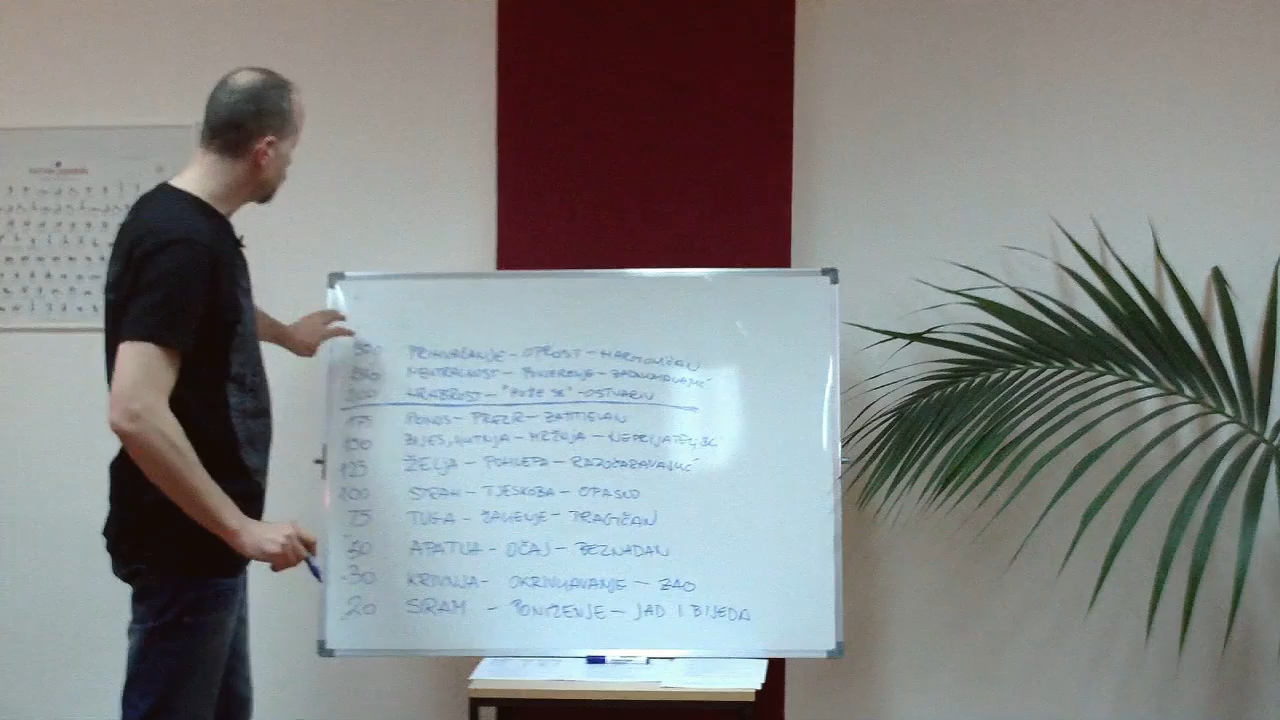 PRIHVAĆANJE - OPROST - HARMONIČAN
NEUTRALNOST - POVJERENJE - ZADOVOLJAVAJUĆ
200 HRABROST - "MOŽE SE" - OSTVARIV
175 PONOS - PREZIR - ZAHTJEVAN
150 BIJES, MRŽNJA - NEPRIJATELJSK
125 ŽELJA - POHLEPA - RAZOČARAVAJUĆ
100 STRAH - TJESKOBA - OPASNO
75 TUGA - ŽALJENJE - TRAGIČAN
50 APATIJA - OČAJ - BEZNADAN
30 KRIVNJA - OKRIVLJAVANJE - ZAO
20 SRAM - PONIŽENJE - JAD I BIJEDA